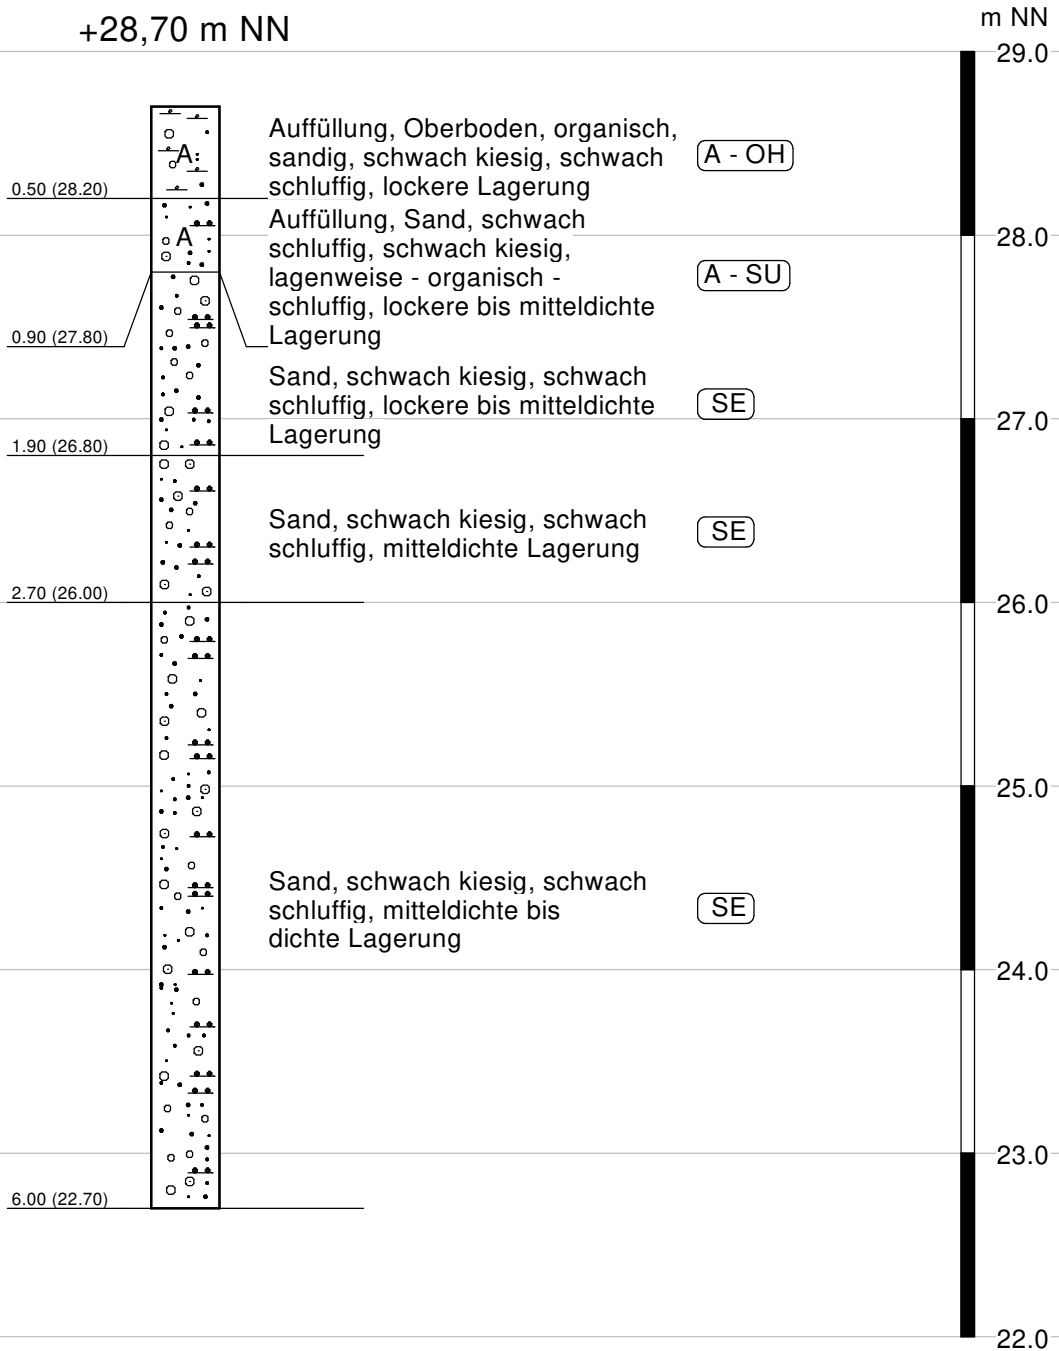 +28,70 m NN
m NN
29.0
Auffüllung, Oberboden, organisch,
sandig, schwach kiesig, schwach
schluffig, lockere Lagerung
A - OH
A
0.50 (28.20)
Auffüllung, Sand, schwach
schluffig, schwach kiesig,
lagenweise - organisch -
schluffig, lockere bis mitteldichte
Lagerung
A - SU
A
28.0
0.90 (27.80)
Sand, schwach kiesig, schwach
schluffig, lockere bis mitteldichte
Lagerung
SE
27.0
1.90 (26.80)
Sand, schwach kiesig, schwach
schluffig, mitteldichte Lagerung
SE
2.70 (26.00)
26.0
25.0
Sand, schwach kiesig, schwach
schluffig, mitteldichte bis
dichte Lagerung
SE
24.0
23.0
6.00 (22.70)
22.0